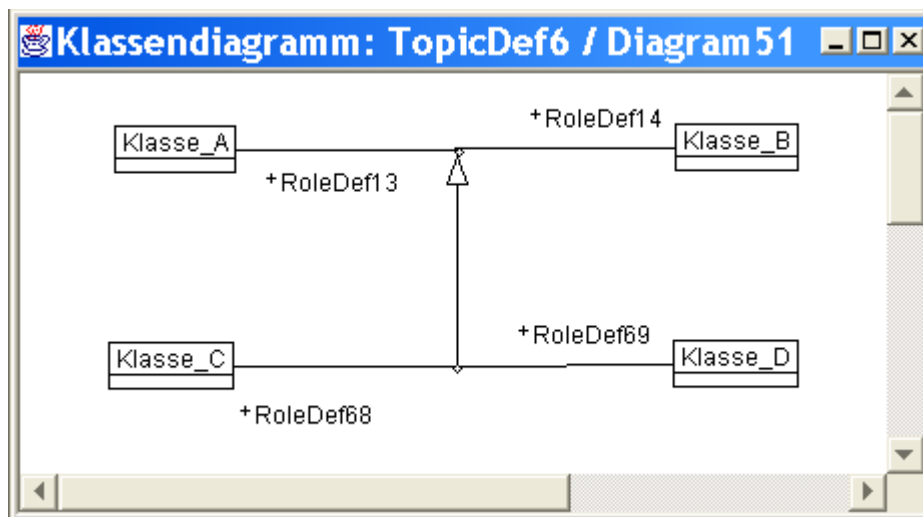 Klassendiagramm: TopicDef6 / Diagram51
+RoleDef14
Klasse_A
Klasse_B
+RoleDef13
+RoleDef69
Klasse_C
Klasse_D
+RoleDef68